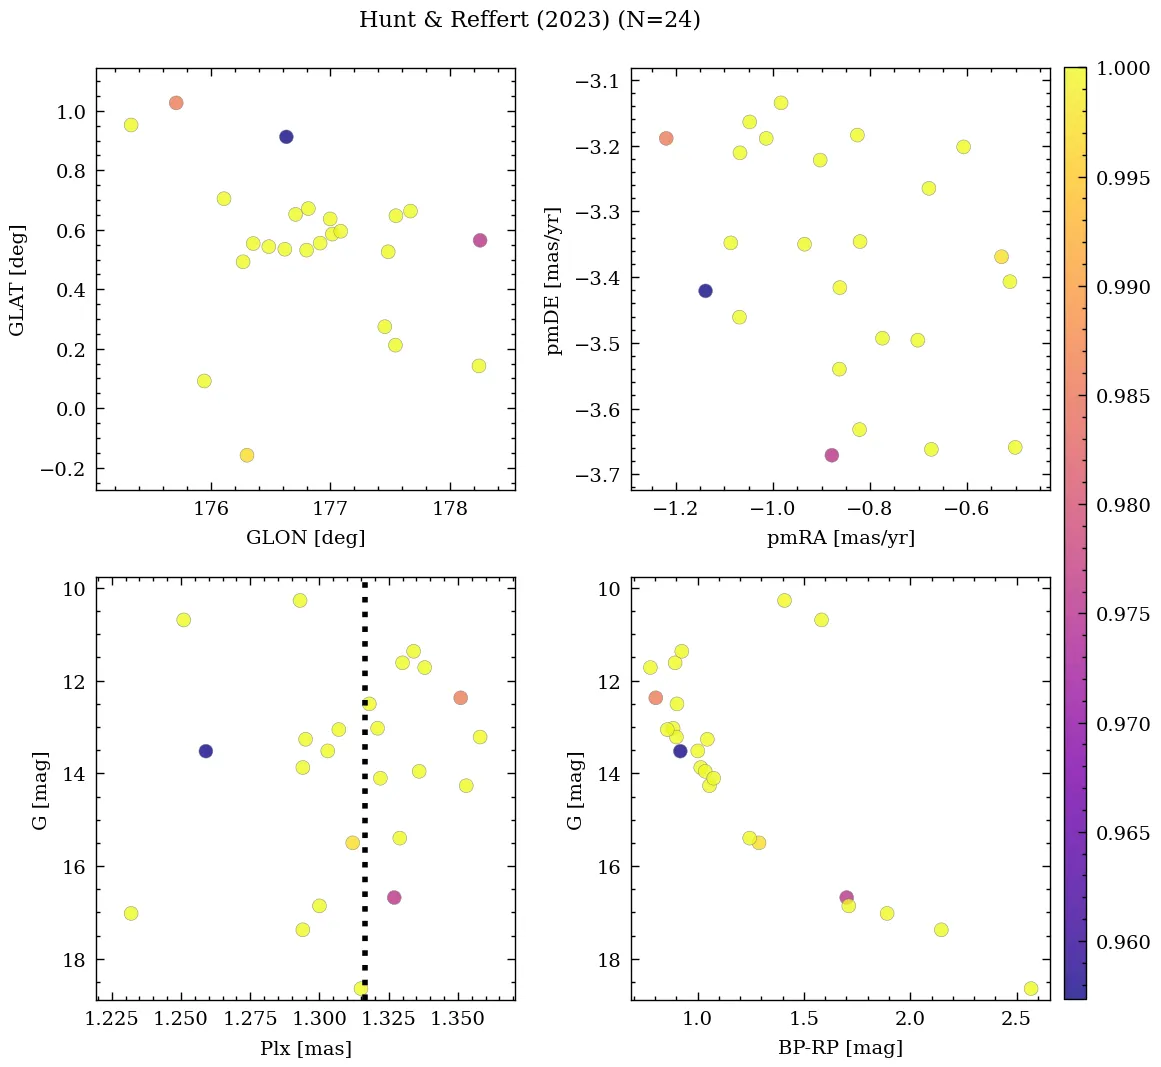 Hunt & Reffert (2023) (N=24)
1.0
0.8
0.6
0.4
0.2
0.0
−0.2
GLAT [deg]
176 177 178
GLON [deg]
−3.1
−3.2
−3.3
−3.4
−3.5
−3.6
−3.7
pmDE [mas/yr]
−1.2 −1.0 −0.8 −0.6
pmRA [mas/yr]
10
12
14
16
18
G [mag]
1.225 1.250 1.275 1.300 1.325 1.350
Plx [mas]
10
12
14
16
18
G [mag]
1.0 1.5 2.0 2.5
BP-RP [mag]
1.000
0.995
0.990
0.985
0.980
0.975
0.970
0.965
0.960